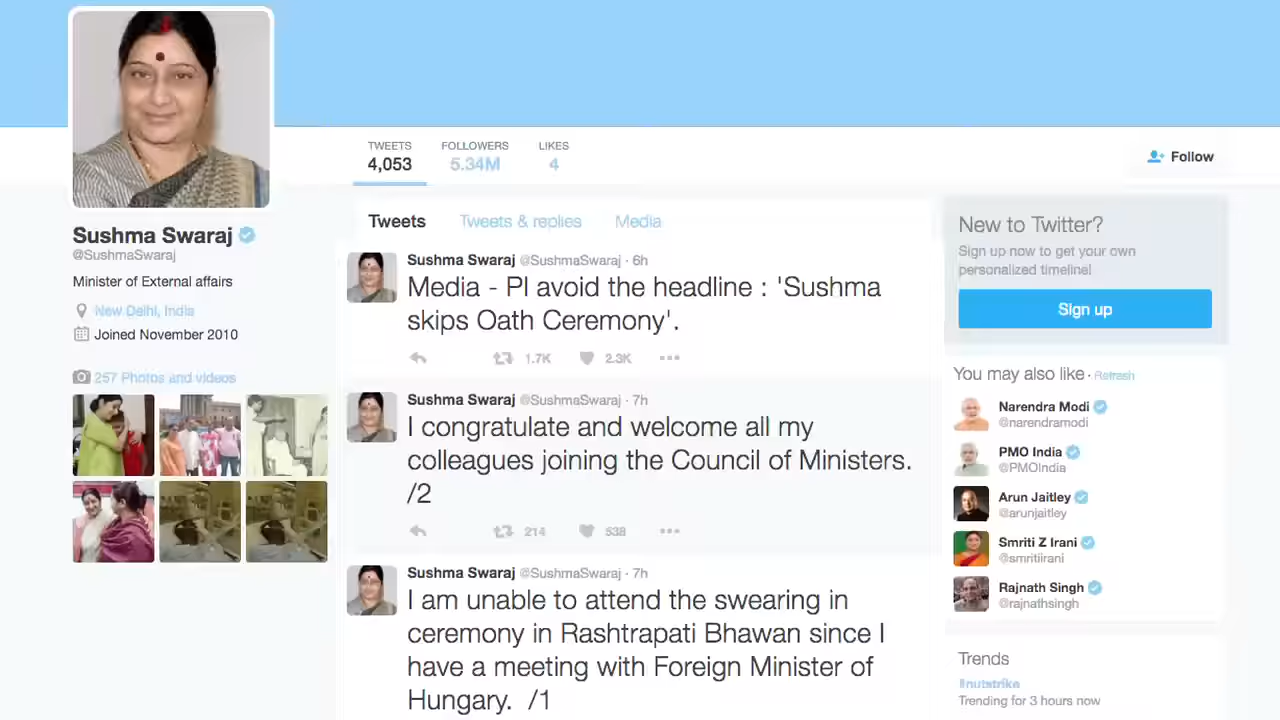 TWEETS
4,053
FOLLOWERS
5.34M
LIKES
4
Follow
Sushma Swaraj
@SushmaSwaraj
Minister of External affairs
New Delhi, India
Joined November 2010
257 Photos and videos
Tweets
Tweets & replies
Media
Sushma Swaraj @SushmaSwaraj · 6h
Media - Pl avoid the headline : 'Sushma
skips Oath Ceremony'.
1.7K
2.3K
Sushma Swaraj @SushmaSwaraj · 7h
I congratulate and welcome all my
colleagues joining the Council of Ministers.
/2
214
538
Sushma Swaraj @SushmaSwaraj · 7h
I am unable to attend the swearing in
ceremony in Rashtrapati Bhawan since I
have a meeting with Foreign Minister of
Hungary. /1
New to Twitter?
Sign up now to get your own
personalized timeline!
Sign up
You may also like · Refresh
Narendra Modi
@narendramodi
PMO India
@PMOIndia
Arun Jaitley
@arunjaitley
Smriti Z Irani
@smritiirani
Rajnath Singh
@rajnathsingh
Trends
Trending for 3 hours now